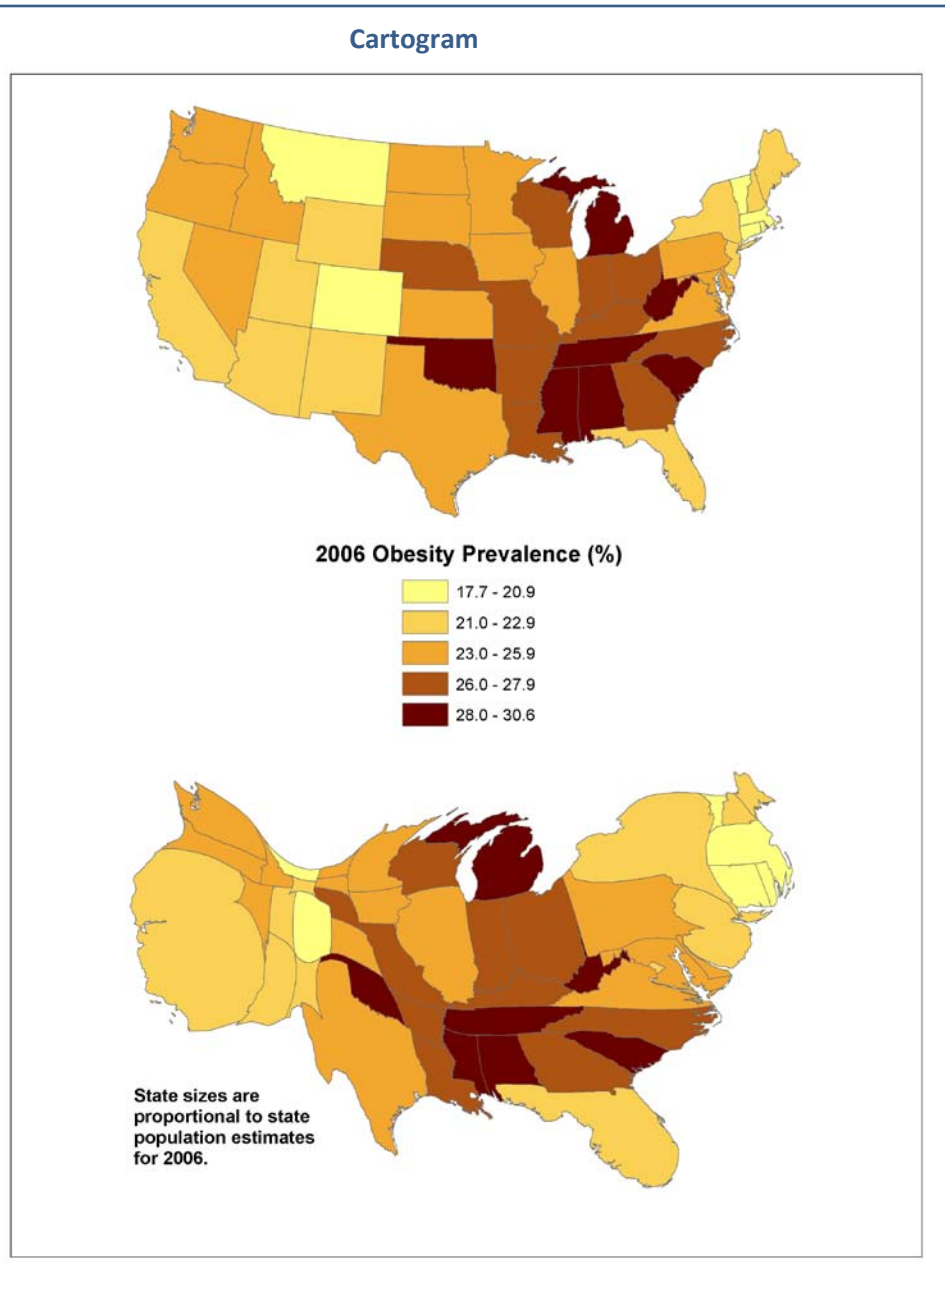 Cartogram
2006 Obesity Prevalence (%)
17.7 - 20.9
21.0 - 22.9
23.0 - 25.9
26.0 - 27.9
28.0 - 30.6
State sizes are
proportional to state
population estimates
for 2006.